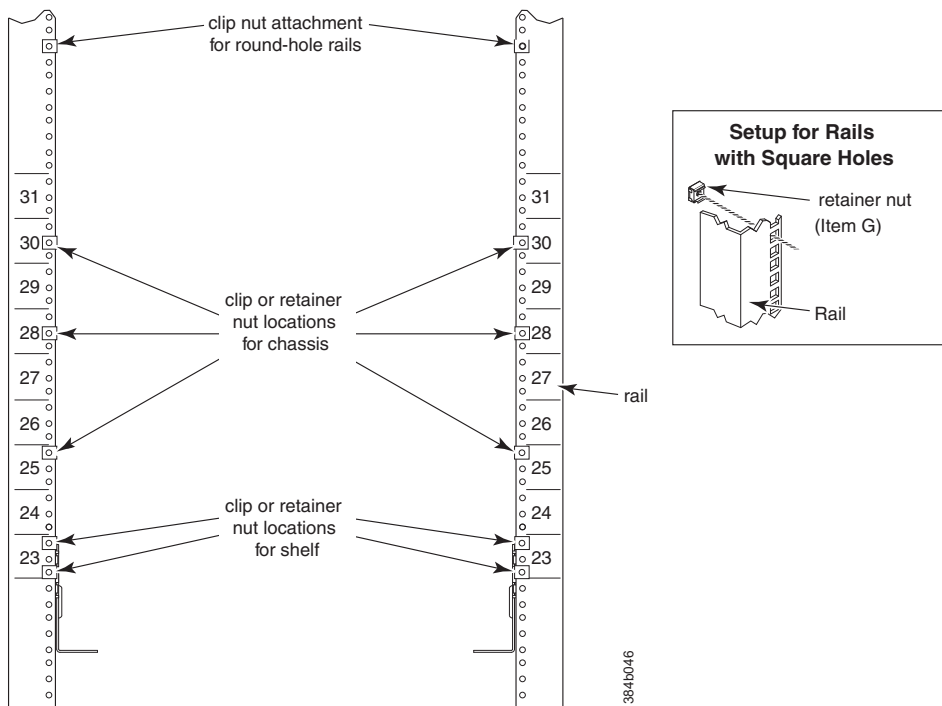 clip nut attachment
for round-hole rails
Setup for Rails
with Square Holes
retainer nut
(Item G)
Rail
31
31
30
30
29
29
clip or retainer
nut locations
for chassis
28
28
27
27
rail
26
26
25
25
24
24
clip or retainer
nut locations
for shelf
23
23
384b046